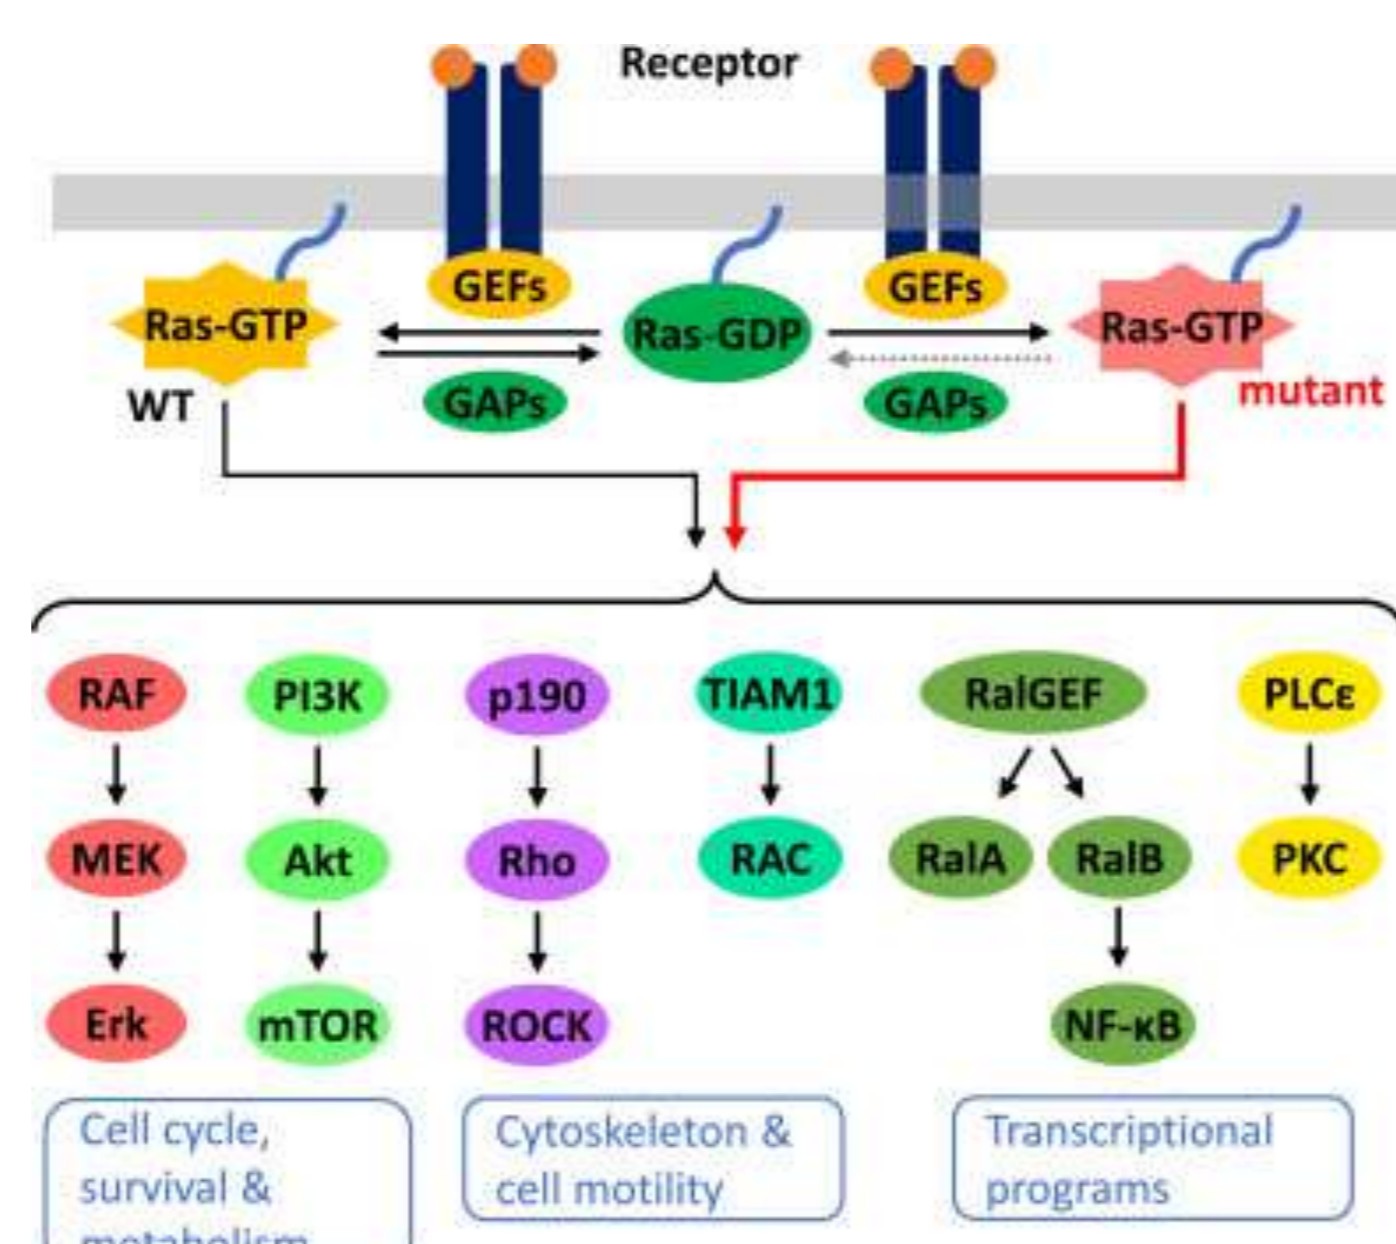 Receptor
GEFs
GEFs
Ras-GTP
Ras-GDP
Ras-GTP
WT
GAPs
GAPs
mutant
RAF
PI3K
p190
TIAM1
RalGEF
PLCε
MEK
Akt
Rho
RAC
RalA
RalB
PKC
Erk
mTOR
ROCK
NF-κB
Cell cycle,
survival &
metabolism
Cytoskeleton &
cell motility
Transcriptional
programs